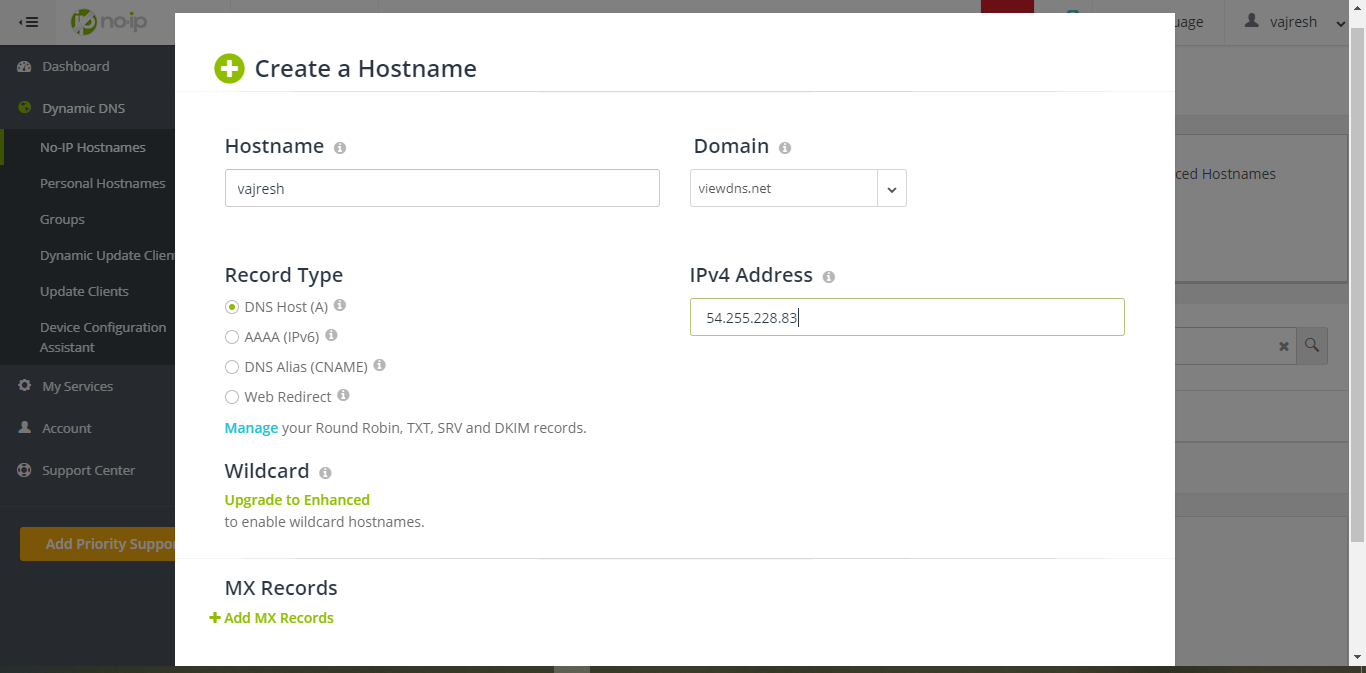 no-ip
uage
vajresh
Dashboard
Dynamic DNS
No-IP Hostnames
Personal Hostnames
Groups
Dynamic Update Clien
Update Clients
Device Configuration
Assistant
My Services
Account
Support Center
Add Priority Suppor
Create a Hostname
Hostname
Domain
vajresh
viewdns.net
Record Type
IPv4 Address
DNS Host (A)
54.255.228.83
AAAA (IPv6)
DNS Alias (CNAME)
Web Redirect
Manage your Round Robin, TXT, SRV and DKIM records.
Wildcard
Upgrade to Enhanced
to enable wildcard hostnames.
MX Records
Add MX Records
ced Hostnames